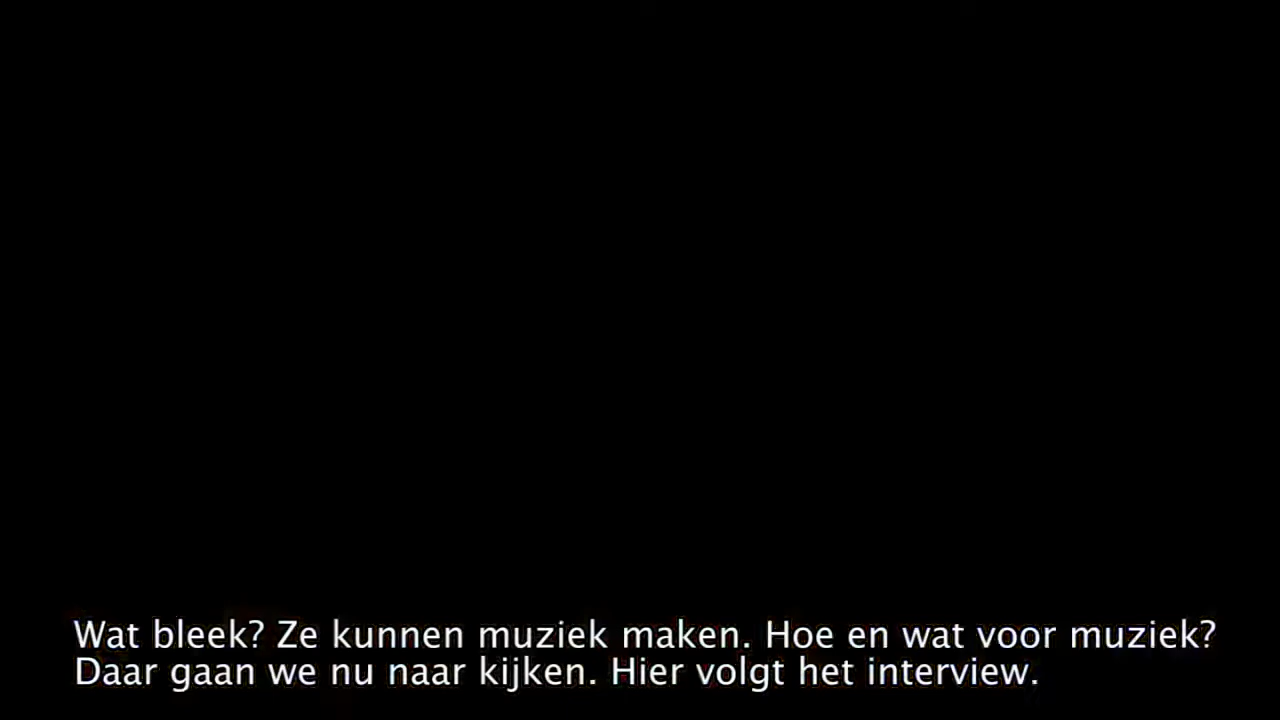 Wat bleek? Ze kunnen muziek maken. Hoe en wat voor muziek?
Daar gaan we nu naar kijken. Hier volgt het interview.